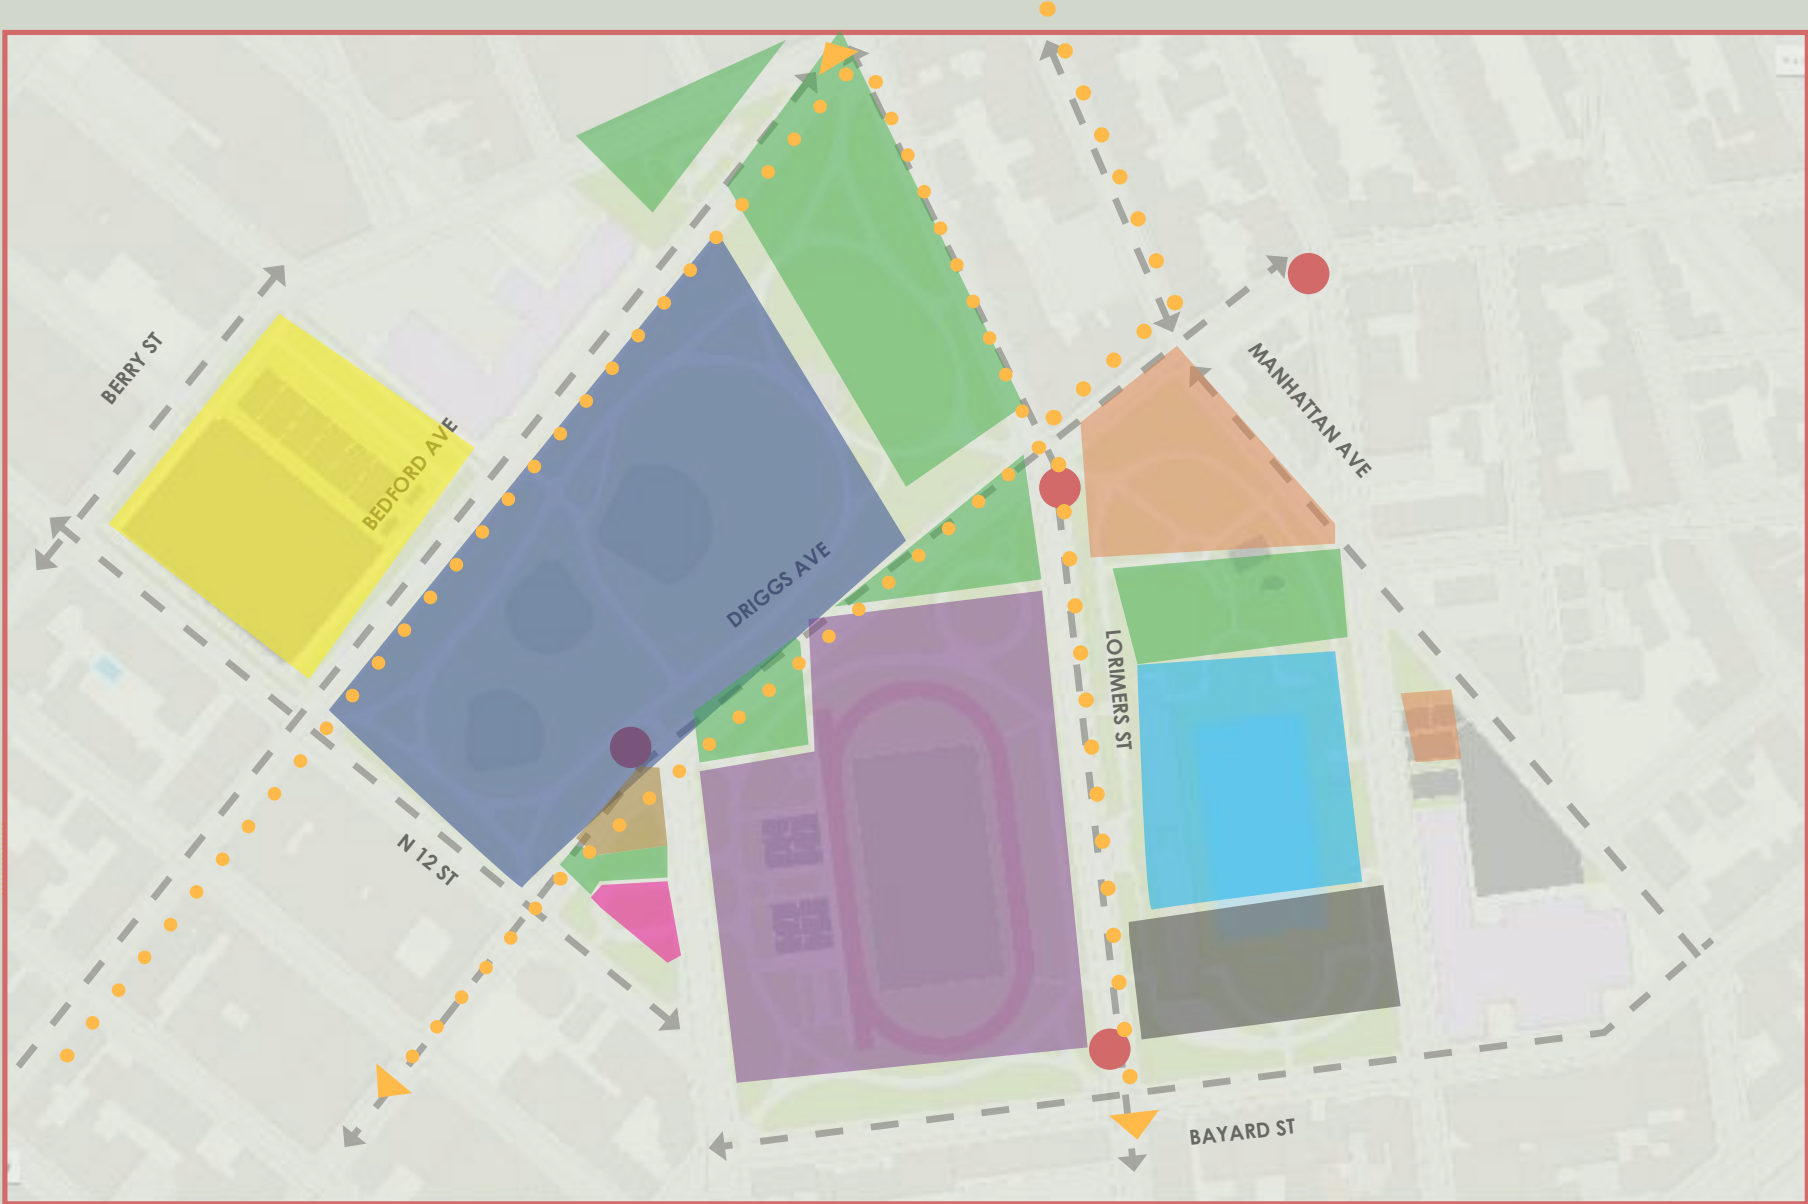 BERRY ST
BEDFORD AVE
MANHATTAN AVE
DRIGGS AVE
LORIMERS ST
N 12 ST
BAYARD ST